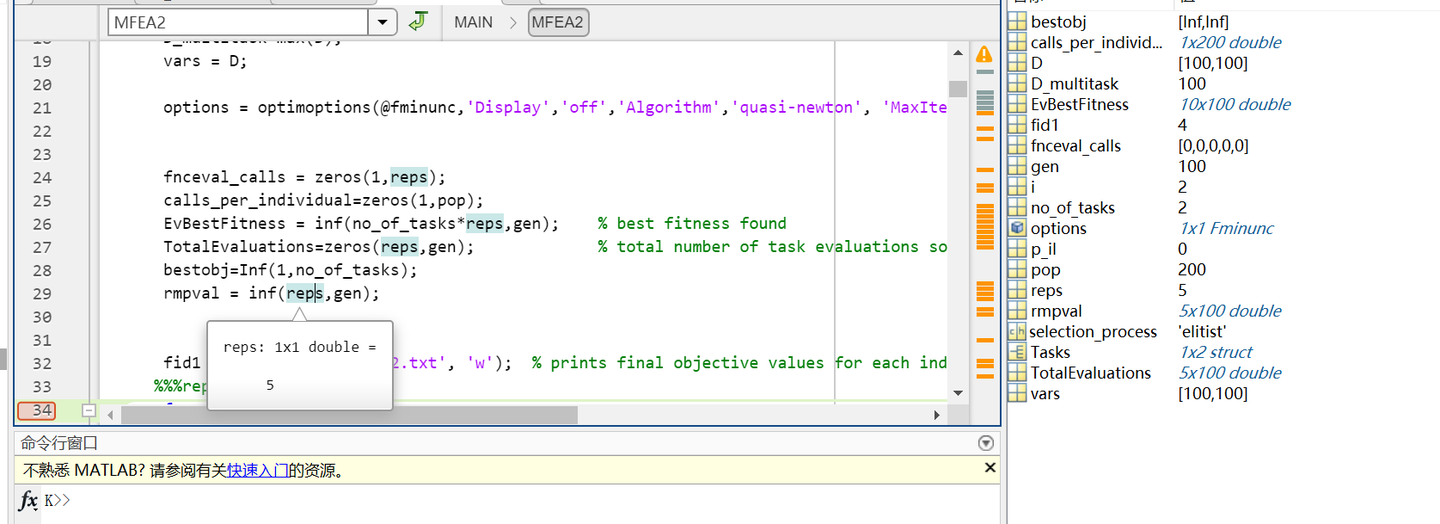 MFEA2
MAIN > MFEA2
18
19 vars = D;
20
21 options = optimoptions(@fminunc,'Display','off','Algorithm','quasi-newton', 'MaxIte
22
23
24 fnceval_calls = zeros(1,reps);
25 calls_per_individual=zeros(1,pop);
26 EvBestFitness = inf(no_of_tasks*reps,gen); % best fitness found
27 TotalEvaluations=zeros(reps,gen); % total number of task evaluations so
28 bestobj=Inf(1,no_of_tasks);
29 rmpval = inf(reps,gen);
30
31
reps: 1x1 double =
5
32 fid1 2.txt', 'w'); % prints final objective values for each ind
33 %%%rep
34
命令行窗口
不熟悉 MATLAB? 请参阅有关快速入门的资源。
fx K>>
值
bestobj [Inf,Inf]
calls_per_individ... 1x200 double
D [100,100]
D_multitask 100
EvBestFitness 10x100 double
fid1 4
fnceval_calls [0,0,0,0,0]
gen 100
i 2
no_of_tasks 2
options 1x1 Fminunc
p_il 0
pop 200
reps 5
rmpval 5x100 double
selection_process 'elitist'
Tasks 1x2 struct
TotalEvaluations 5x100 double
vars [100,100]